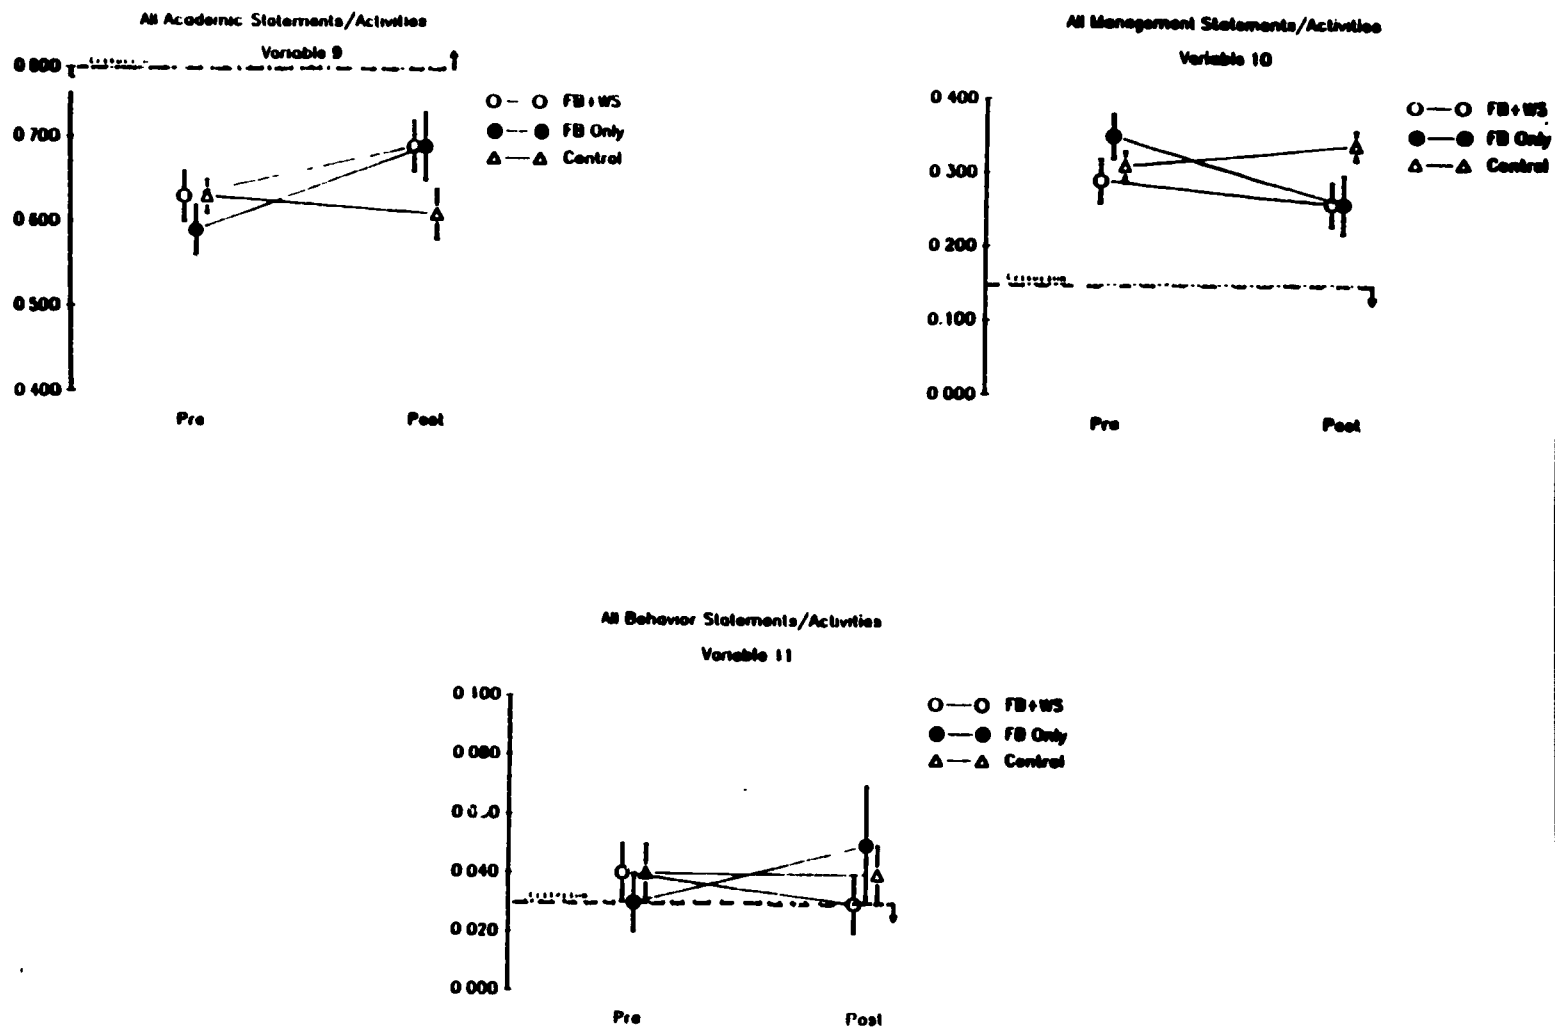 All Academic Statements/Activities
Variable 9
0 800
0 700
0 600
0 500
0 400
Pre
Post
FB+WS
FB Only
Control
All Management Statements/Activities
Variable 10
0 400
0 300
0 200
0.100
0 000
Pre
Post
FB+WS
FB Only
Control
All Behavior Statements/Activities
Variable 11
0 100
0 080
0 040
0 020
0 000
Pre
Post
FB+WS
FB Only
Control